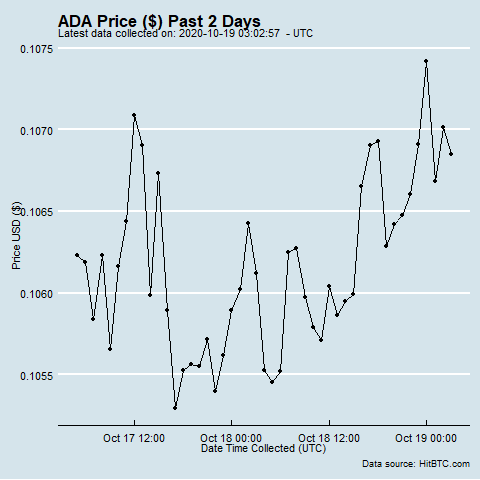 ADA Price ($) Past 2 Days
Latest data collected on: 2020-10-19 03:02:57 - UTC
0.1075
0.1070
0.1065
0.1060
0.1055
Price USD ($)
Oct 17 12:00
Oct 18 00:00
Oct 18 12:00
Oct 19 00:00
Date Time Collected (UTC)
Data source: HitBTC.com